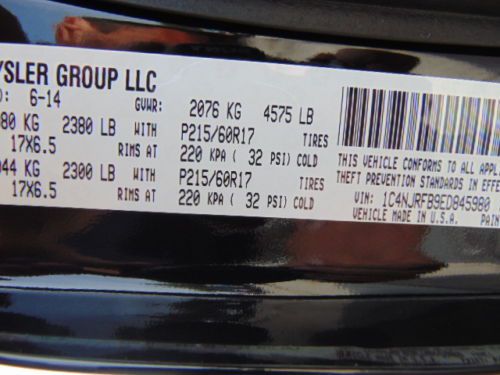 YSLER GROUP LLC
: 6-14 GVWR: 2076 KG 4575 LB
80 KG 2380 LB WITH P215/60R17 TIRES
17X6.5 RIMS AT 220 KPA ( 32 PSI) COLD
044 KG 2300 LB WITH P215/60R17 TIRES
17X6.5 RIMS AT 220 KPA ( 32 PSI) COLD
THIS VEHICLE CONFORMS TO ALL APPL
THEFT PREVENTION STANDARDS IN EFFE
VIN: 1C4NJRFB9ED845980
VEHICLE MADE IN U.S.A. PAIN